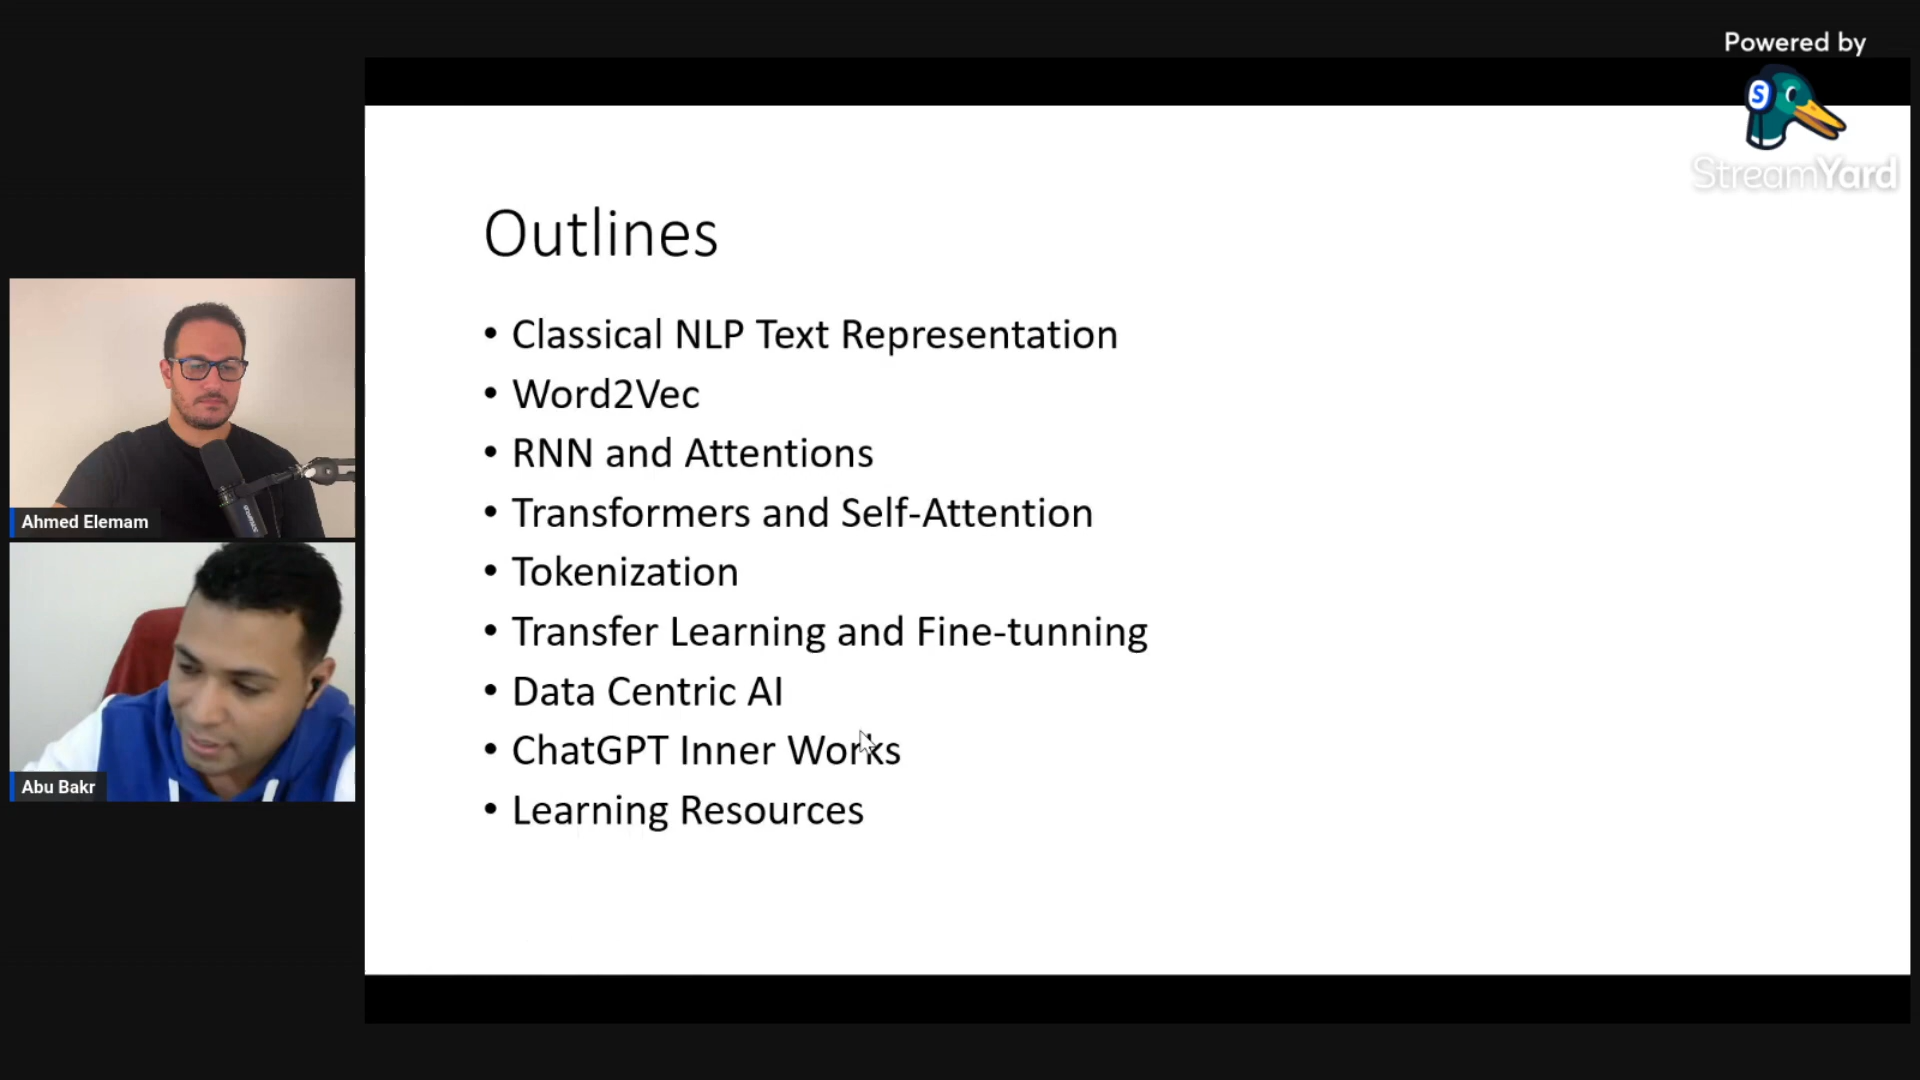 Powered by
S
StreamYard
Outlines
• Classical NLP Text Representation
• Word2Vec
• RNN and Attentions
• Transformers and Self-Attention
• Tokenization
• Transfer Learning and Fine-tunning
• Data Centric AI
• ChatGPT Inner Works
• Learning Resources
Ahmed Elemam
Abu Bakr